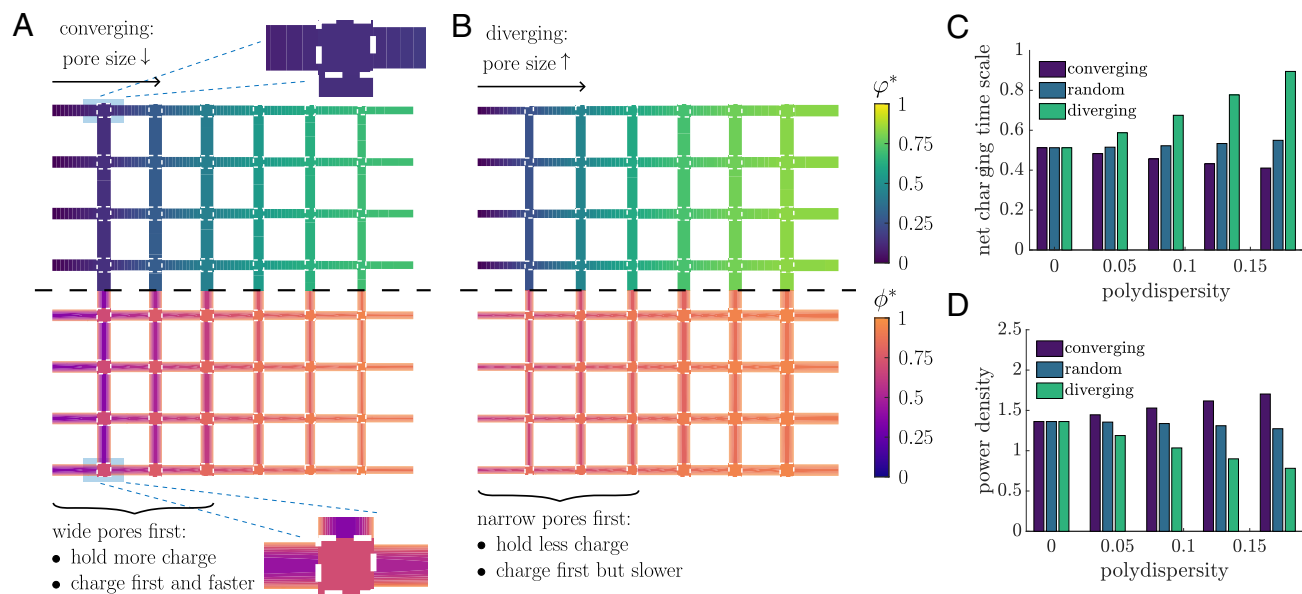 A
converging:
pore size ↓
B
diverging:
pore size ↑
φ*
1
0.75
0.5
0.25
0
ϕ*
1
0.75
0.5
0.25
0
wide pores first:
• hold more charge
• charge first and faster
narrow pores first:
• hold less charge
• charge first but slower
C
net charging time scale
1
0.8
0.6
0.4
0.2
0
converging
random
diverging
0 0.05 0.1 0.15
polydispersity
D
power density
2.5
2
1.5
1
0.5
0
converging
random
diverging
0 0.05 0.1 0.15
polydispersity